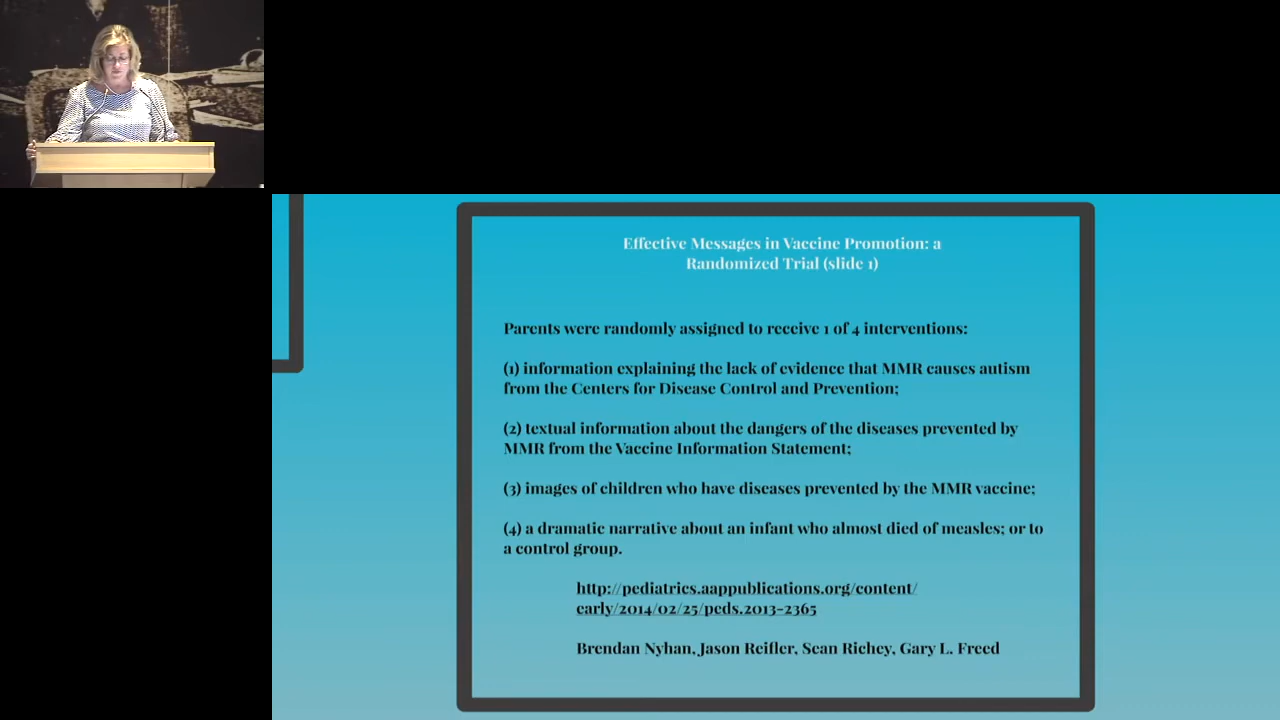 Effective Messages in Vaccine Promotion: a
Randomized Trial (slide 1)
Parents were randomly assigned to receive 1 of 4 interventions:
(1) information explaining the lack of evidence that MMR causes autism
from the Centers for Disease Control and Prevention;
(2) textual information about the dangers of the diseases prevented by
MMR from the Vaccine Information Statement;
(3) images of children who have diseases prevented by the MMR vaccine;
(4) a dramatic narrative about an infant who almost died of measles; or to
a control group.
http://pediatrics.aappublications.org/content/
early/2014/02/25/peds.2013-2365
Brendan Nyhan, Jason Reifler, Sean Richey, Gary L. Freed